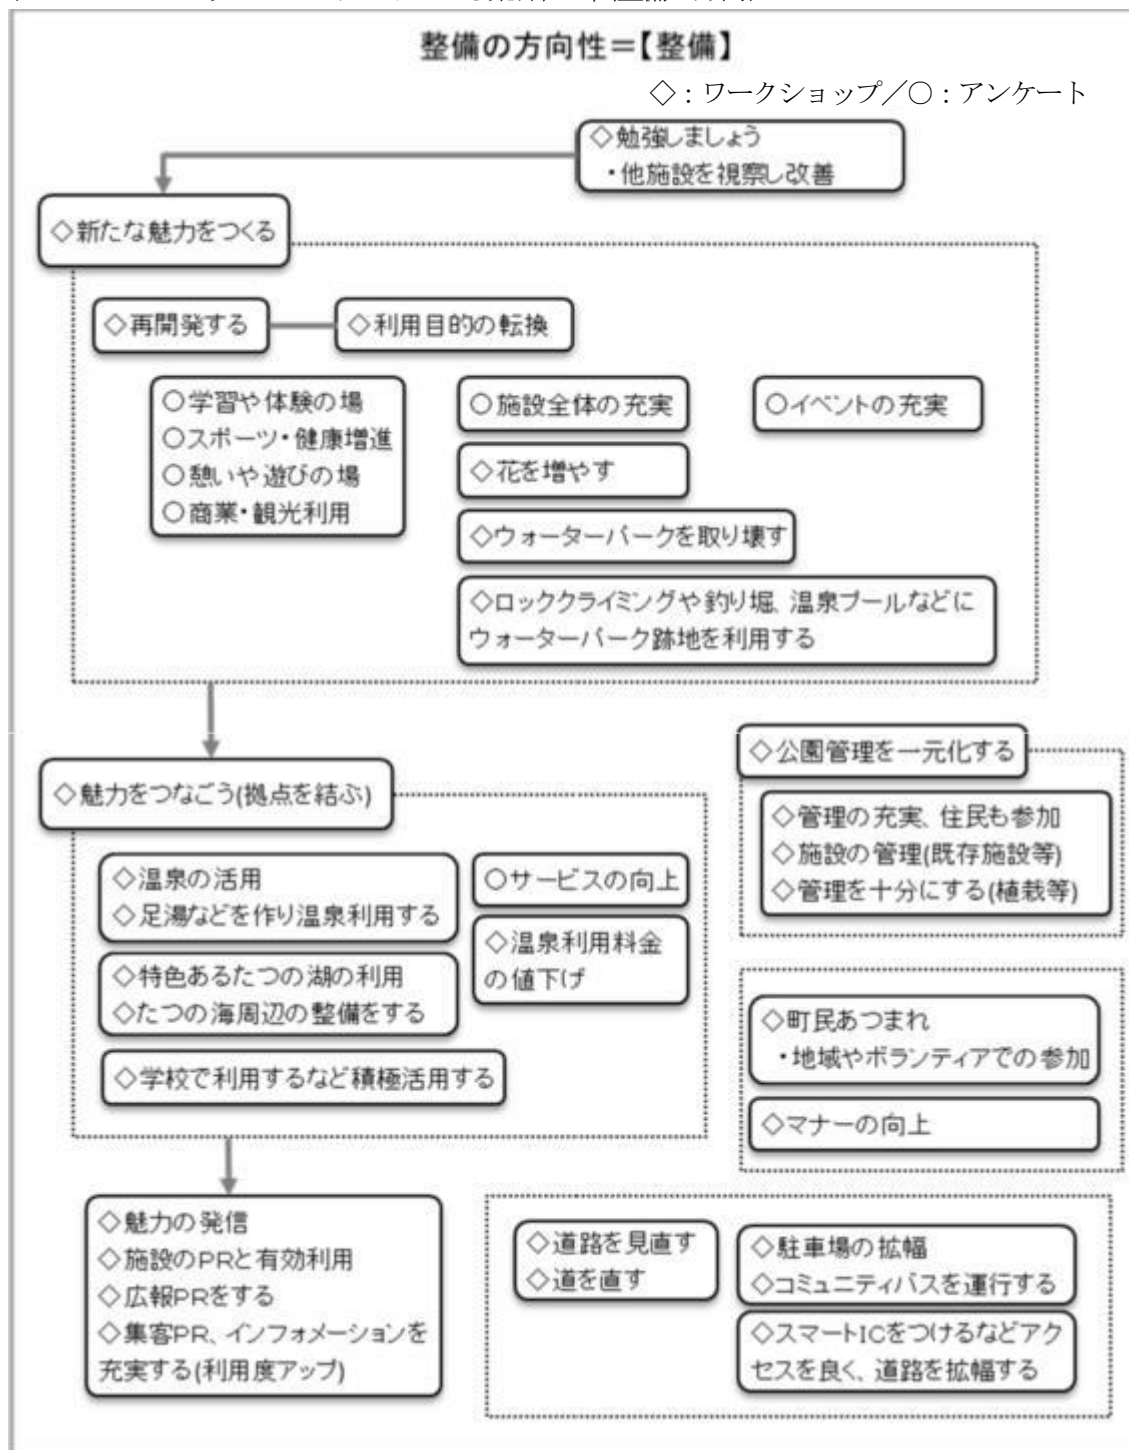 整備の方向性＝【整備】
◇：ワークショップ／○：アンケート
◇勉強しましょう
・他施設を視察し改善
◇新たな魅力をつくる
◇再開発する
◇利用目的の転換
○学習や体験の場
○スポーツ・健康増進
○憩いや遊びの場
○商業・観光利用
○施設全体の充実
○イベントの充実
◇花を増やす
◇ウォーターパークを取り壊す
◇ロッククライミングや釣り堀、温泉プールなどに
ウォーターパーク跡地を利用する
◇魅力をつなごう(拠点を結ぶ)
◇温泉の活用
◇足湯などを作り温泉利用する
◇特色あるたつの湖の利用
◇たつの海周辺の整備をする
◇学校で利用するなど積極活用する
○サービスの向上
◇温泉利用料金
の値下げ
◇公園管理を一元化する
◇管理の充実、住民も参加
◇施設の管理(既存施設等)
◇管理を十分にする(植栽等)
◇町民あつまれ
・地域やボランティアでの参加
◇マナーの向上
◇魅力の発信
◇施設のPRと有効利用
◇広報PRをする
◇集客PR、インフォメーションを
充実する(利用度アップ)
◇道路を見直す
◇道を直す
◇駐車場の拡幅
◇コミュニティバスを運行する
◇スマートICをつけるなどアク
セスを良く、道路を拡幅する